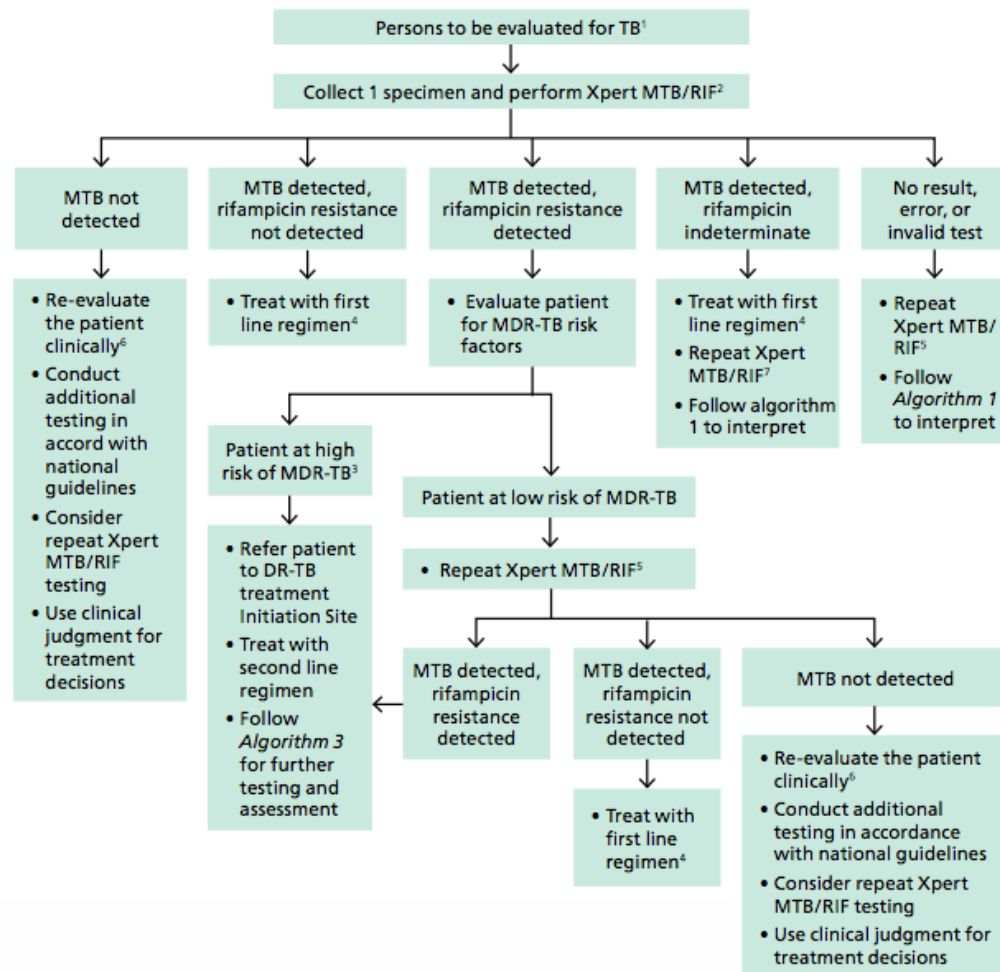 Persons to be evaluated for TB¹
Collect 1 specimen and perform Xpert MTB/RIF²
MTB not
detected
MTB detected,
rifampicin resistance
not detected
MTB detected,
rifampicin resistance
detected
MTB detected,
rifampicin
indeterminate
No result,
error, or
invalid test
• Re-evaluate
the patient
clinically⁶
• Conduct
additional
testing in
accord with
national
guidelines
• Consider
repeat Xpert
MTB/RIF
testing
• Use clinical
judgment for
treatment
decisions
• Treat with first
line regimen⁴
• Evaluate patient
for MDR-TB risk
factors
• Treat with first
line regimen⁴
• Repeat Xpert
MTB/RIF⁷
• Follow algorithm
1 to interpret
• Repeat
Xpert MTB/
RIF⁵
• Follow
Algorithm 1
to interpret
Patient at high
risk of MDR-TB³
Patient at low risk of MDR-TB
• Refer patient
to DR-TB
treatment
Initiation Site
• Treat with
second line
regimen
• Follow
Algorithm 3
for further
testing and
assessment
• Repeat Xpert MTB/RIF⁵
MTB detected,
rifampicin
resistance
detected
MTB detected,
rifampicin
resistance not
detected
MTB not detected
• Treat with
first line
regimen⁴
• Re-evaluate the patient
clinically⁶
• Conduct additional
testing in accordance
with national guidelines
• Consider repeat Xpert
MTB/RIF testing
• Use clinical judgment for
treatment decisions